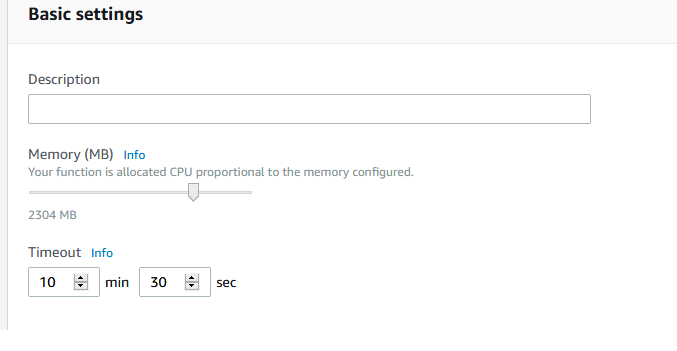 Basic settings
Description
Memory (MB) Info
Your function is allocated CPU proportional to the memory configured.
2304 MB
Timeout Info
10 min 30 sec